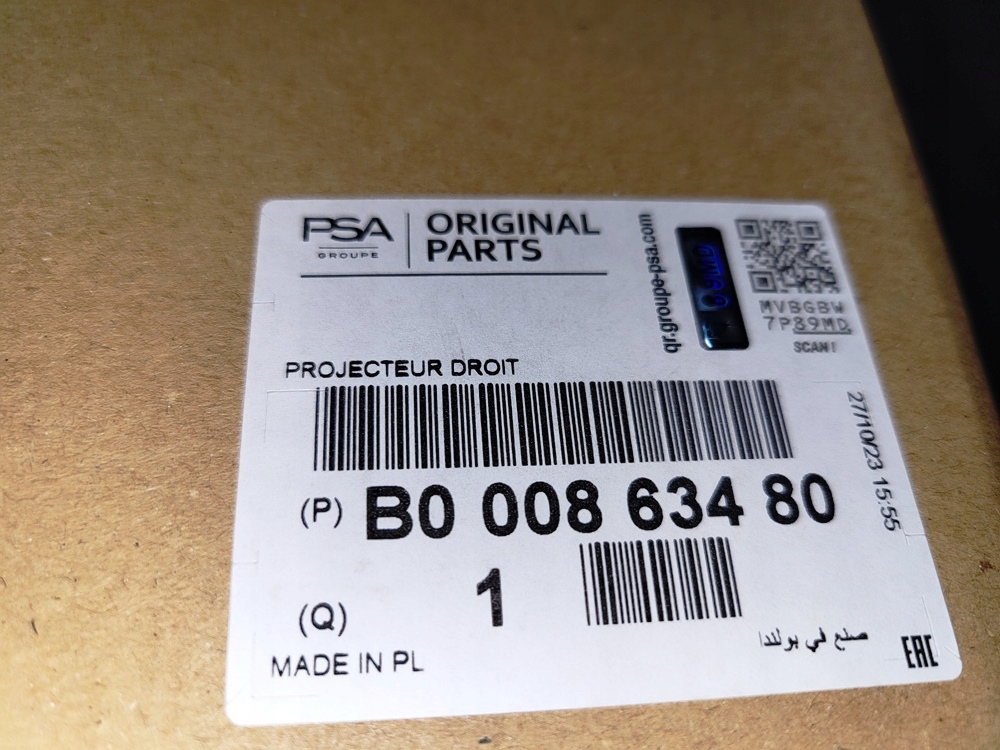 PSA
GROUPE
ORIGINAL
PARTS
qr.groupe-psa.com
MVBGBW
7P89MD
SCAN!
PROJECTEUR DROIT
27/10/23 15:55
(P) B0 008 634 80
(Q) 1
صنع في بولندا
MADE IN PL
EAC